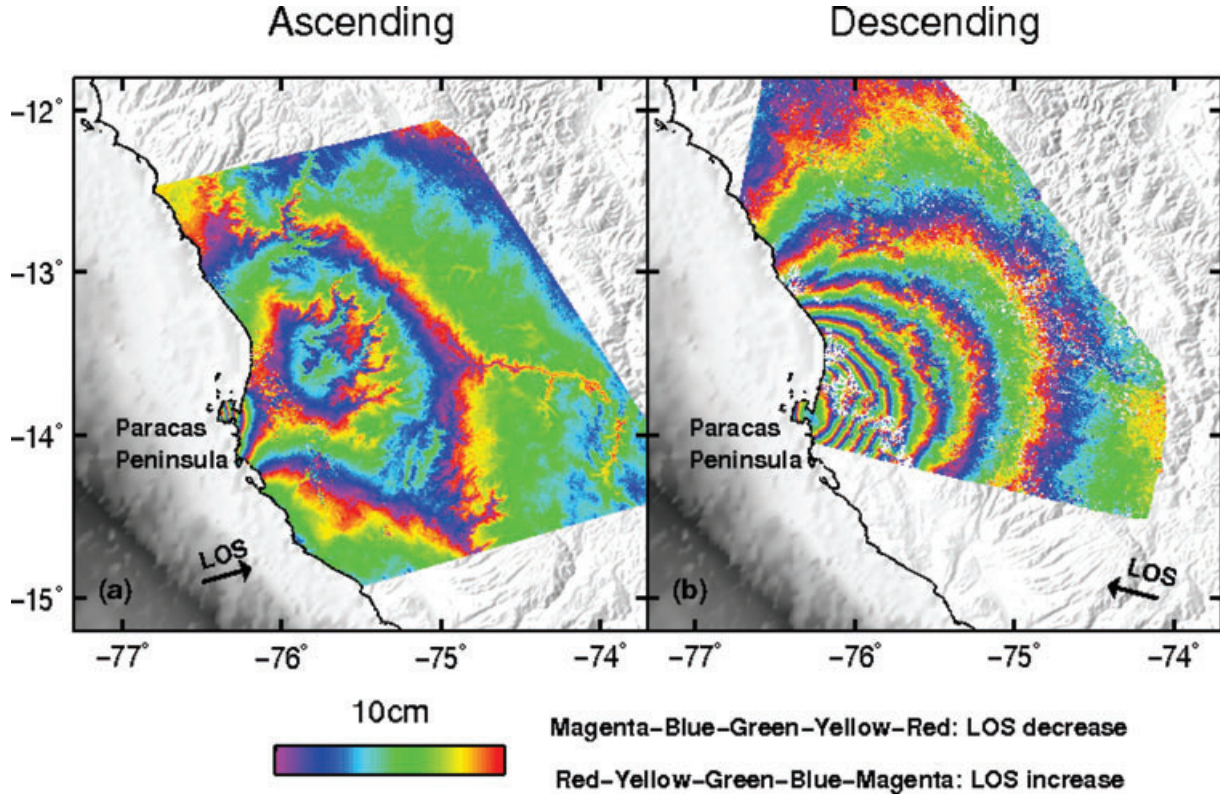 Ascending Descending
−12°
−13°
−14°
−15°
Paracas
Peninsula
LOS
(a)
Paracas
Peninsula
LOS
(b)
−77° −76° −75° −74° −77° −76° −75° −74°
10cm
Magenta−Blue−Green−Yellow−Red: LOS decrease
Red−Yellow−Green−Blue−Magenta: LOS increase